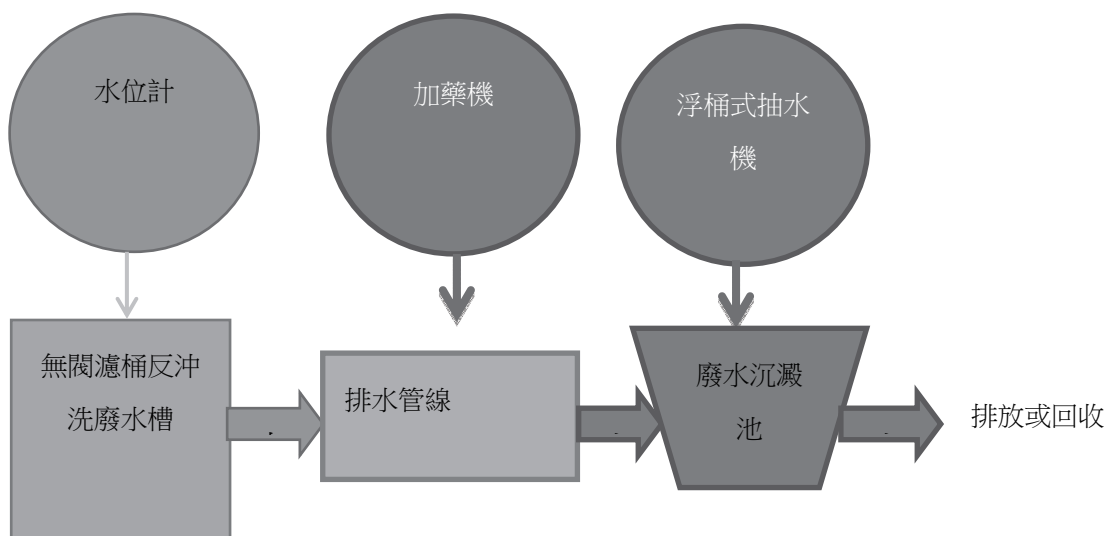 水位計
加藥機
浮桶式抽水
機
無閥濾桶反沖
洗廢水槽
排水管線
廢水沉澱
池
排放或回收